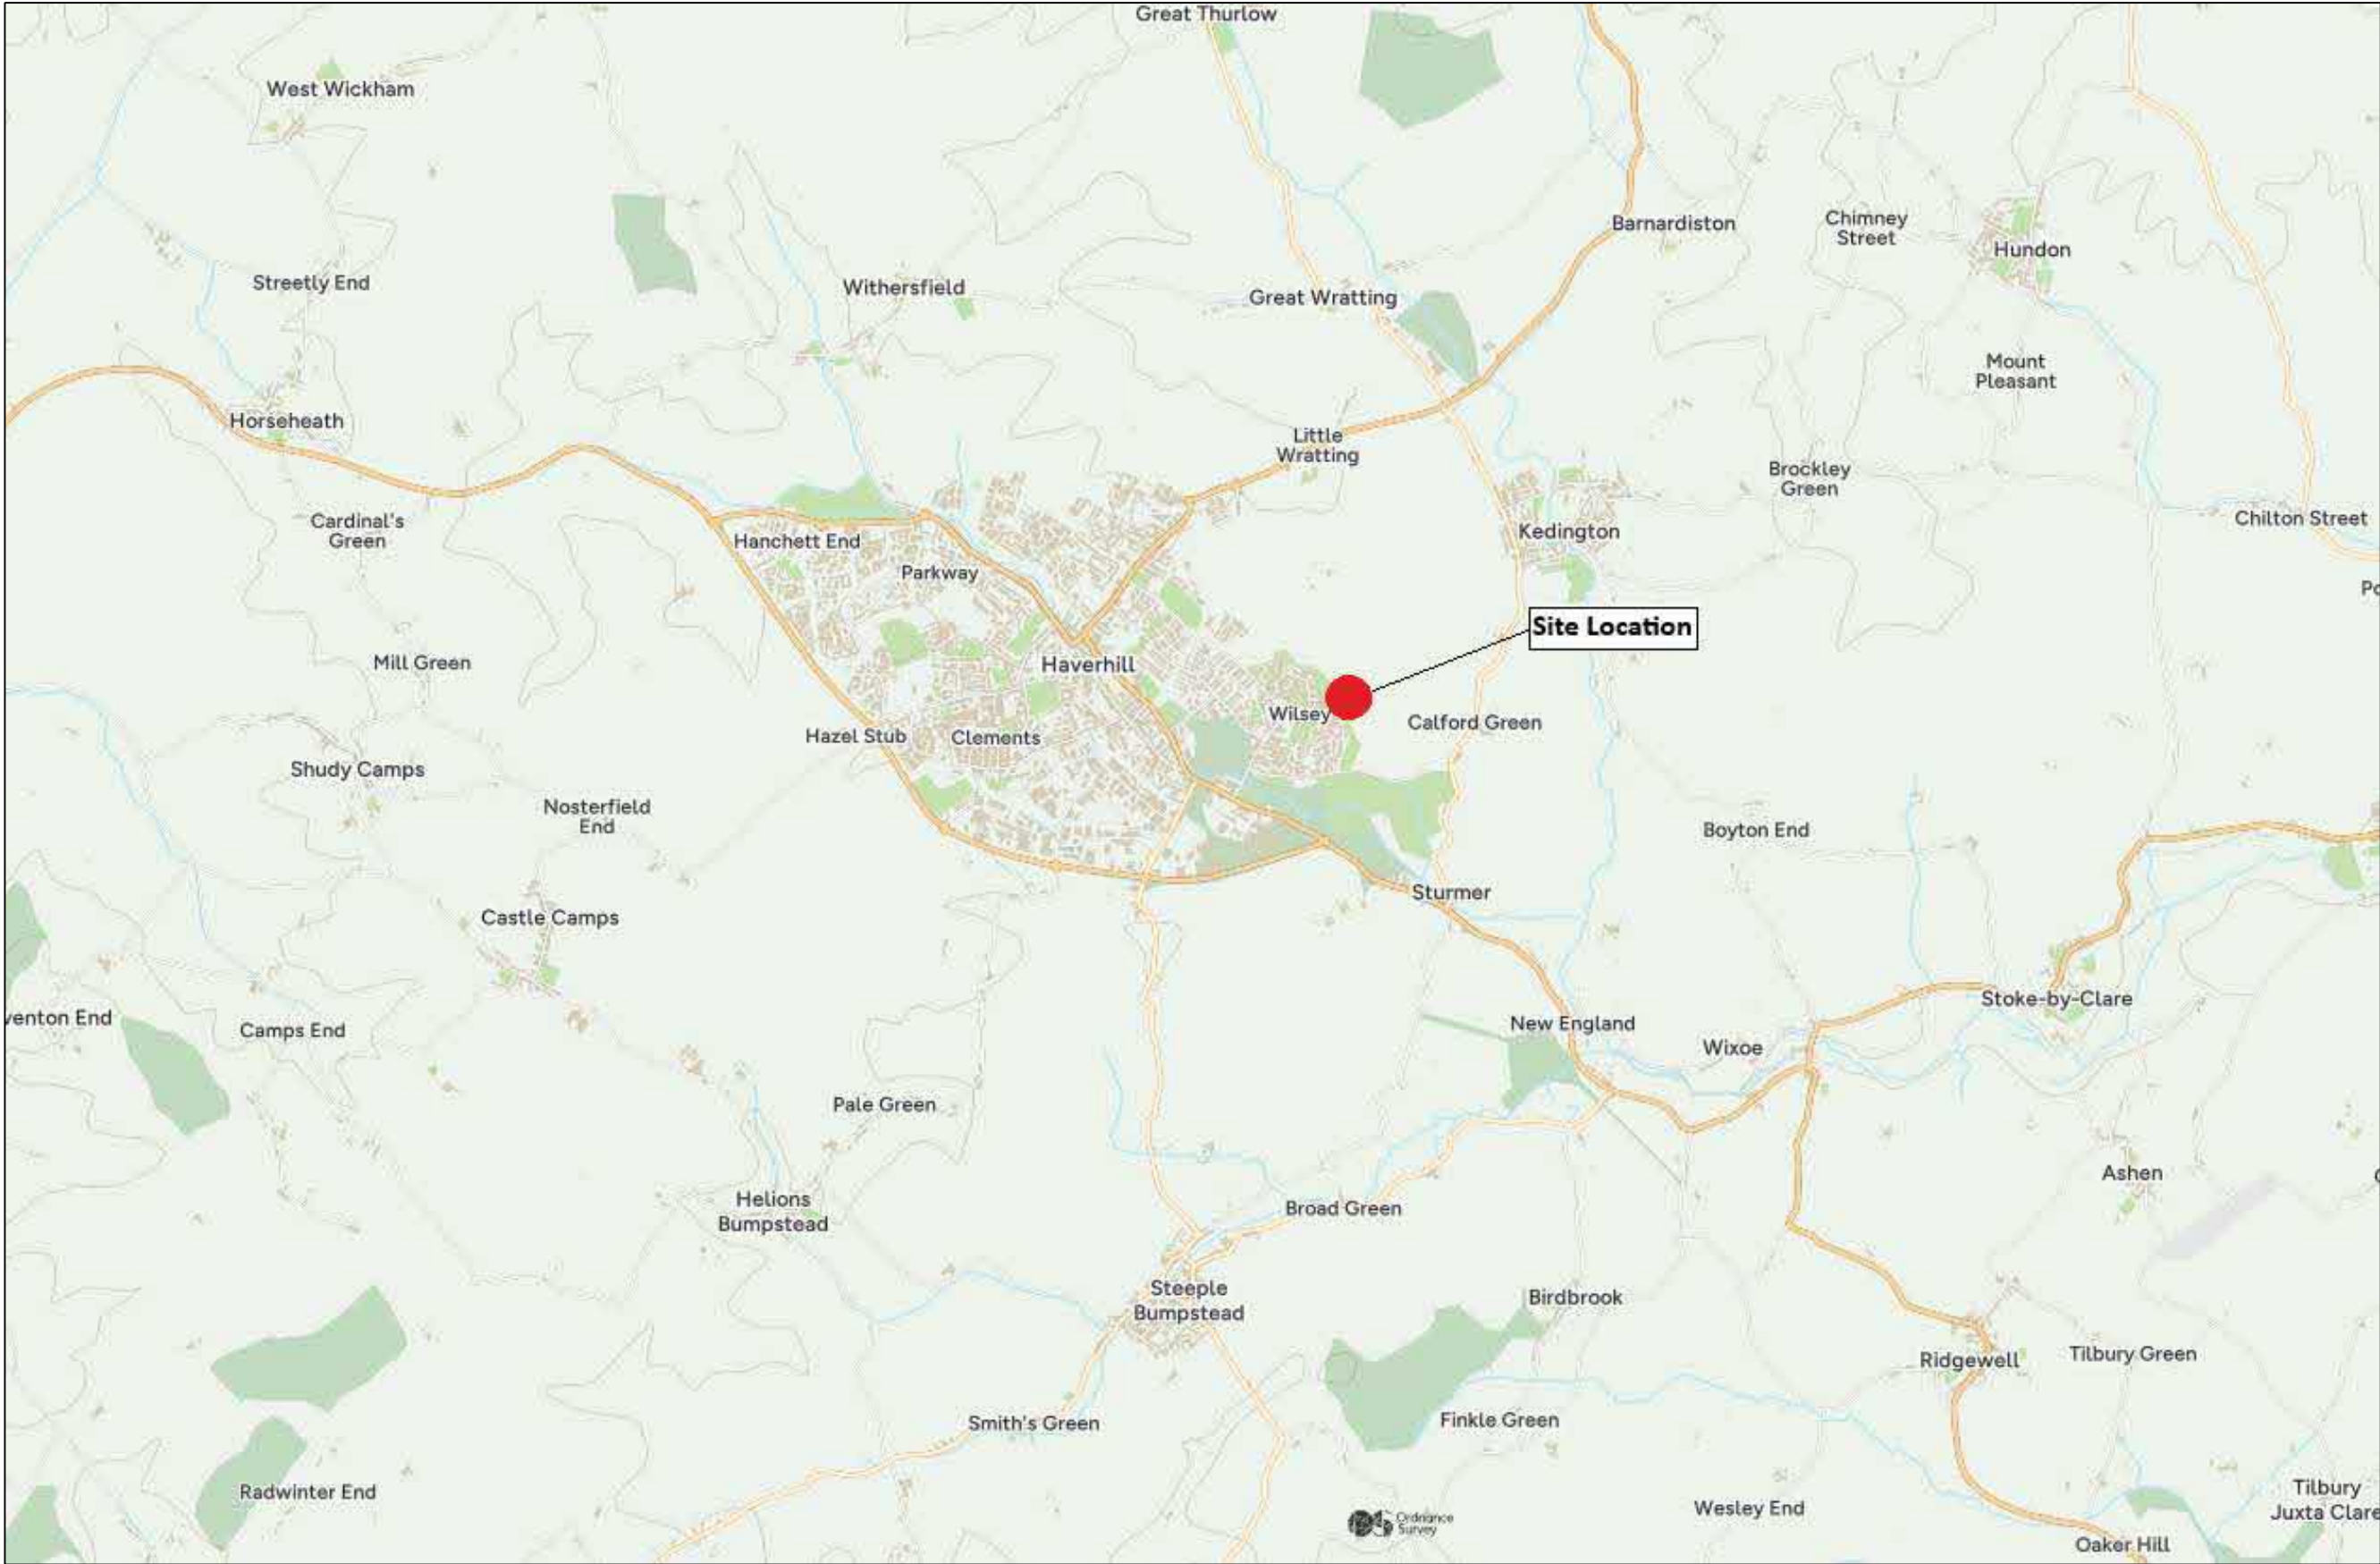 Great Thurlow
West Wickham
Barnardiston
Chimney
Street
Hundon
Streetly End
Withersfield
Great Wratting
Mount
Pleasant
Horseheath
Little
Wratting
Brockley
Green
Cardinal's
Green
Chilton Street
Hanchett End
Kedington
Parkway
Site Location
Mill Green
Haverhill
Wilsey
Calford Green
Hazel Stub
Clements
Shudy Camps
Nosterfield
End
Boyton End
Sturmer
Castle Camps
Stoke-by-Clare
venton End
Camps End
New England
Wixoe
Pale Green
Ashen
Helions
Bumpstead
Broad Green
Steeple
Bumpstead
Birdbrook
Ridgewell
Tilbury Green
Smith's Green
Finkle Green
Radwinter End
Wesley End
Tilbury
Juxta Clare
Ordnance
Survey
Oaker Hill